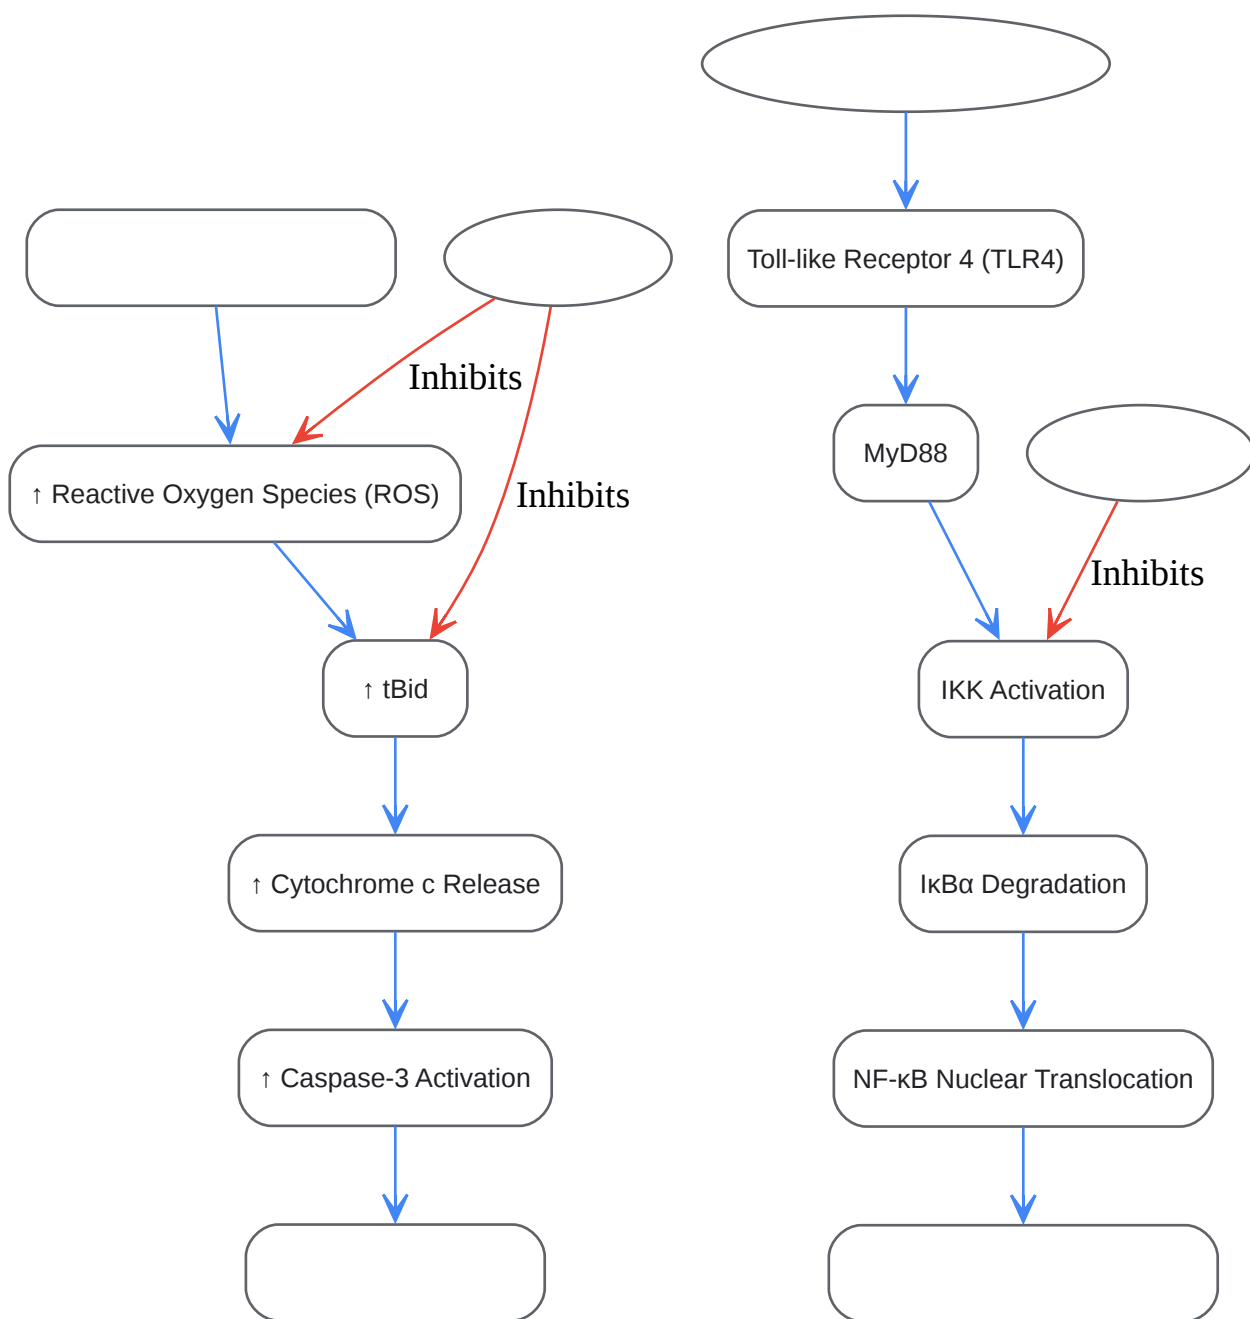 Toll-like Receptor 4 (TLR4)
Inhibits
MyD88
↑ Reactive Oxygen Species (ROS)
Inhibits
Inhibits
↑ tBid
IKK Activation
↑ Cytochrome c Release
IκBα Degradation
↑ Caspase-3 Activation
NF-κB Nuclear Translocation